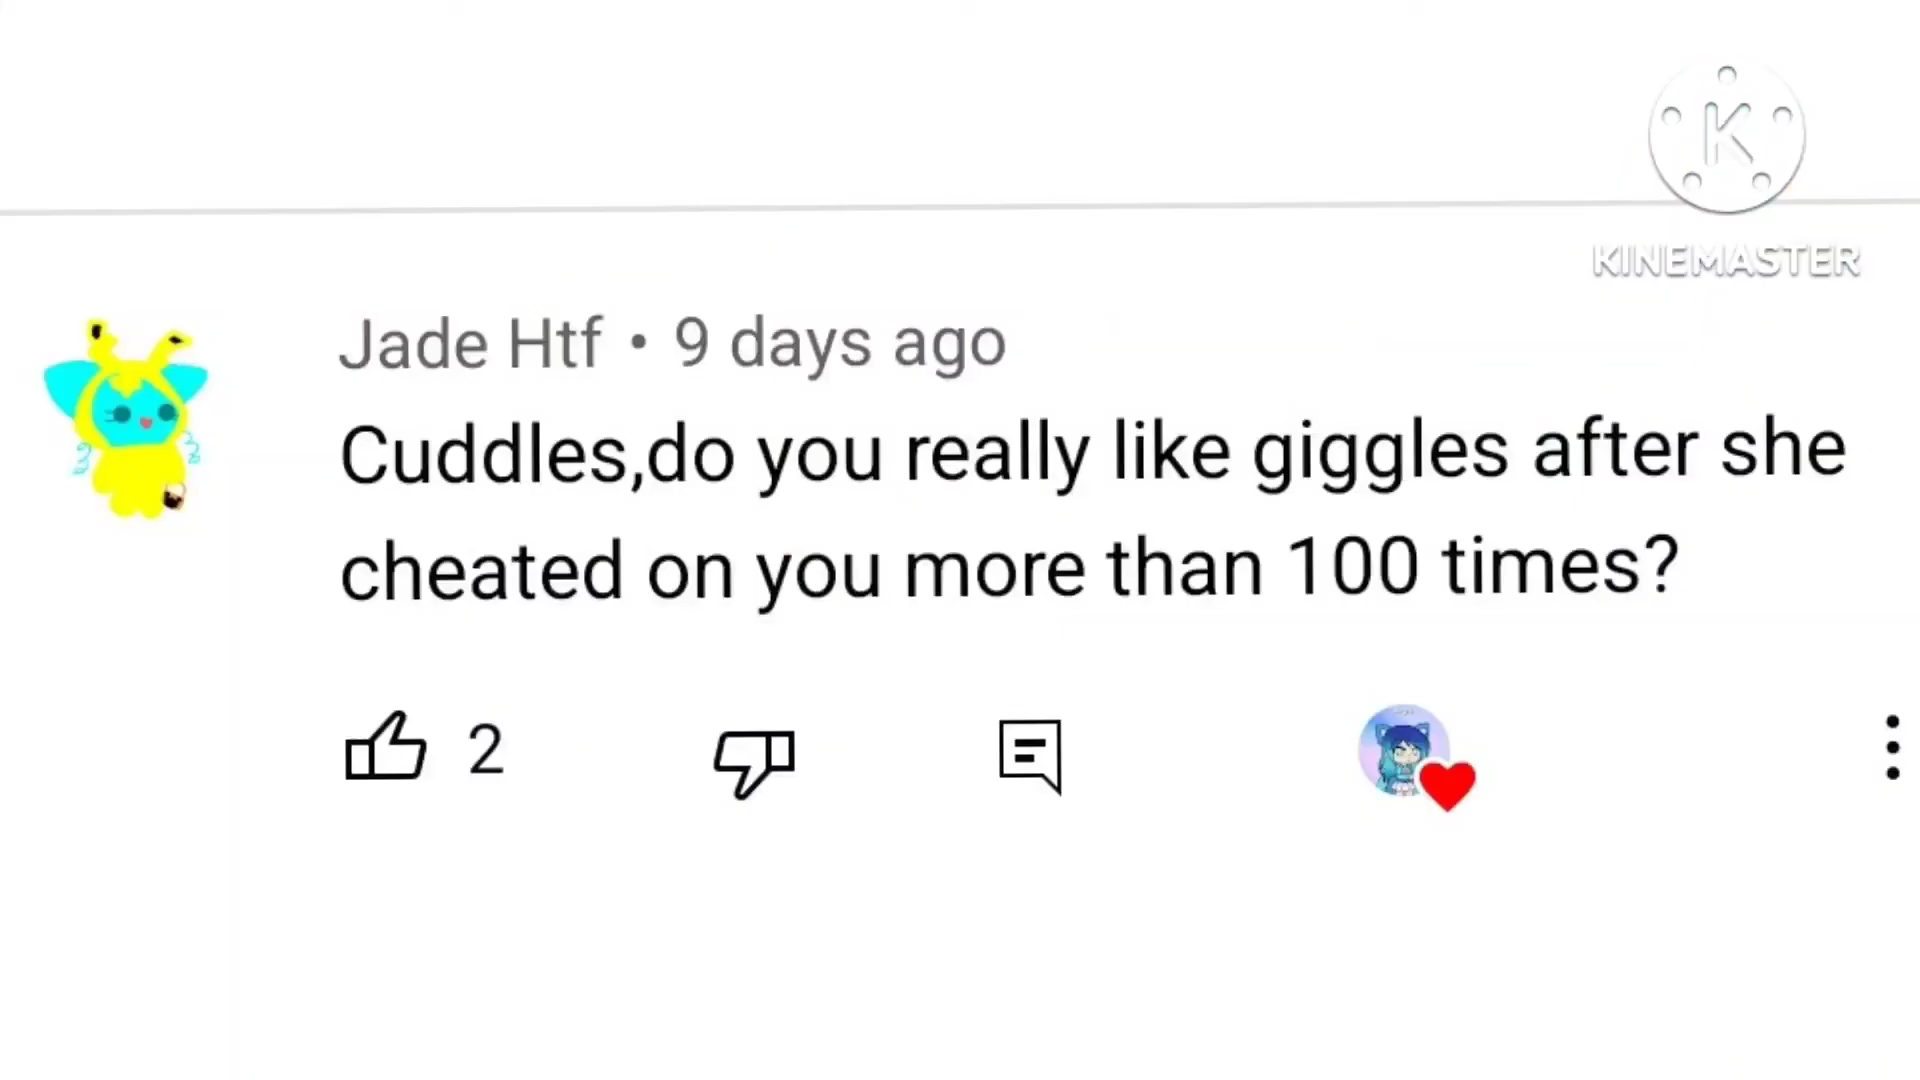 K
KINEMASTER
Jade Htf • 9 days ago
Cuddles,do you really like giggles after she
cheated on you more than 100 times?
2